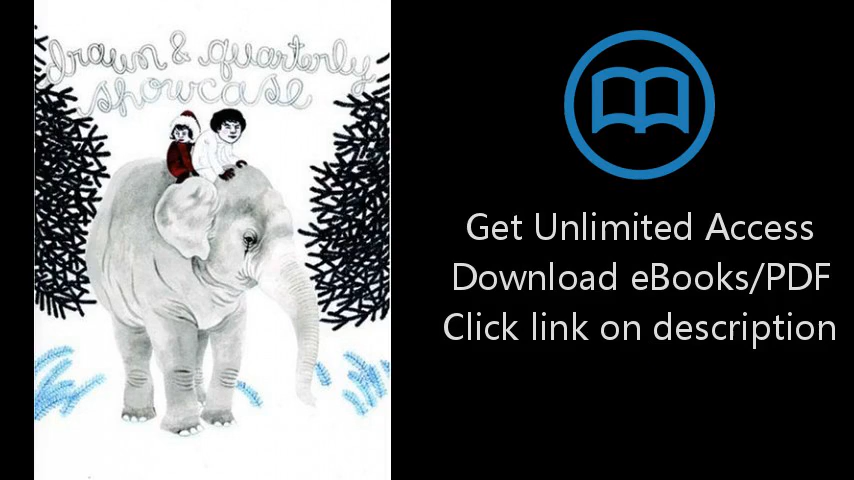 drawn & quarterly
showcase
Get Unlimited Access
Download eBooks/PDF
Click link on description